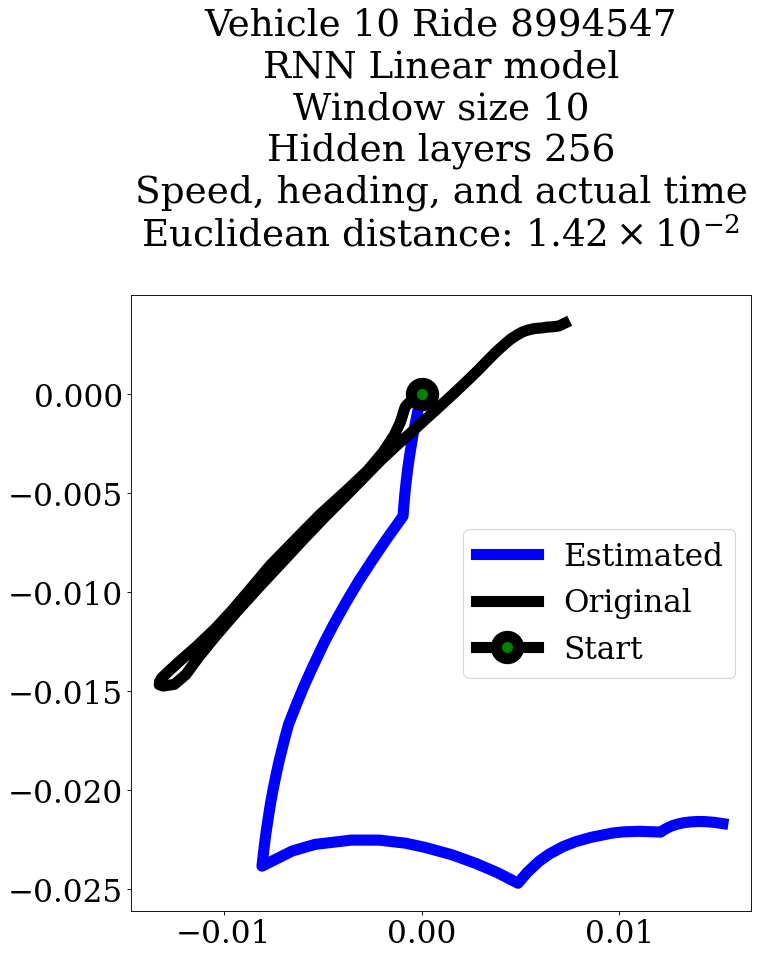 Vehicle 10 Ride 8994547
RNN Linear model
Window size 10
Hidden layers 256
Speed, heading, and actual time
Euclidean distance: 1.42 × 10⁻²
0.000
−0.005
−0.010
−0.015
−0.020
−0.025
Estimated
Original
Start
−0.01
0.00
0.01